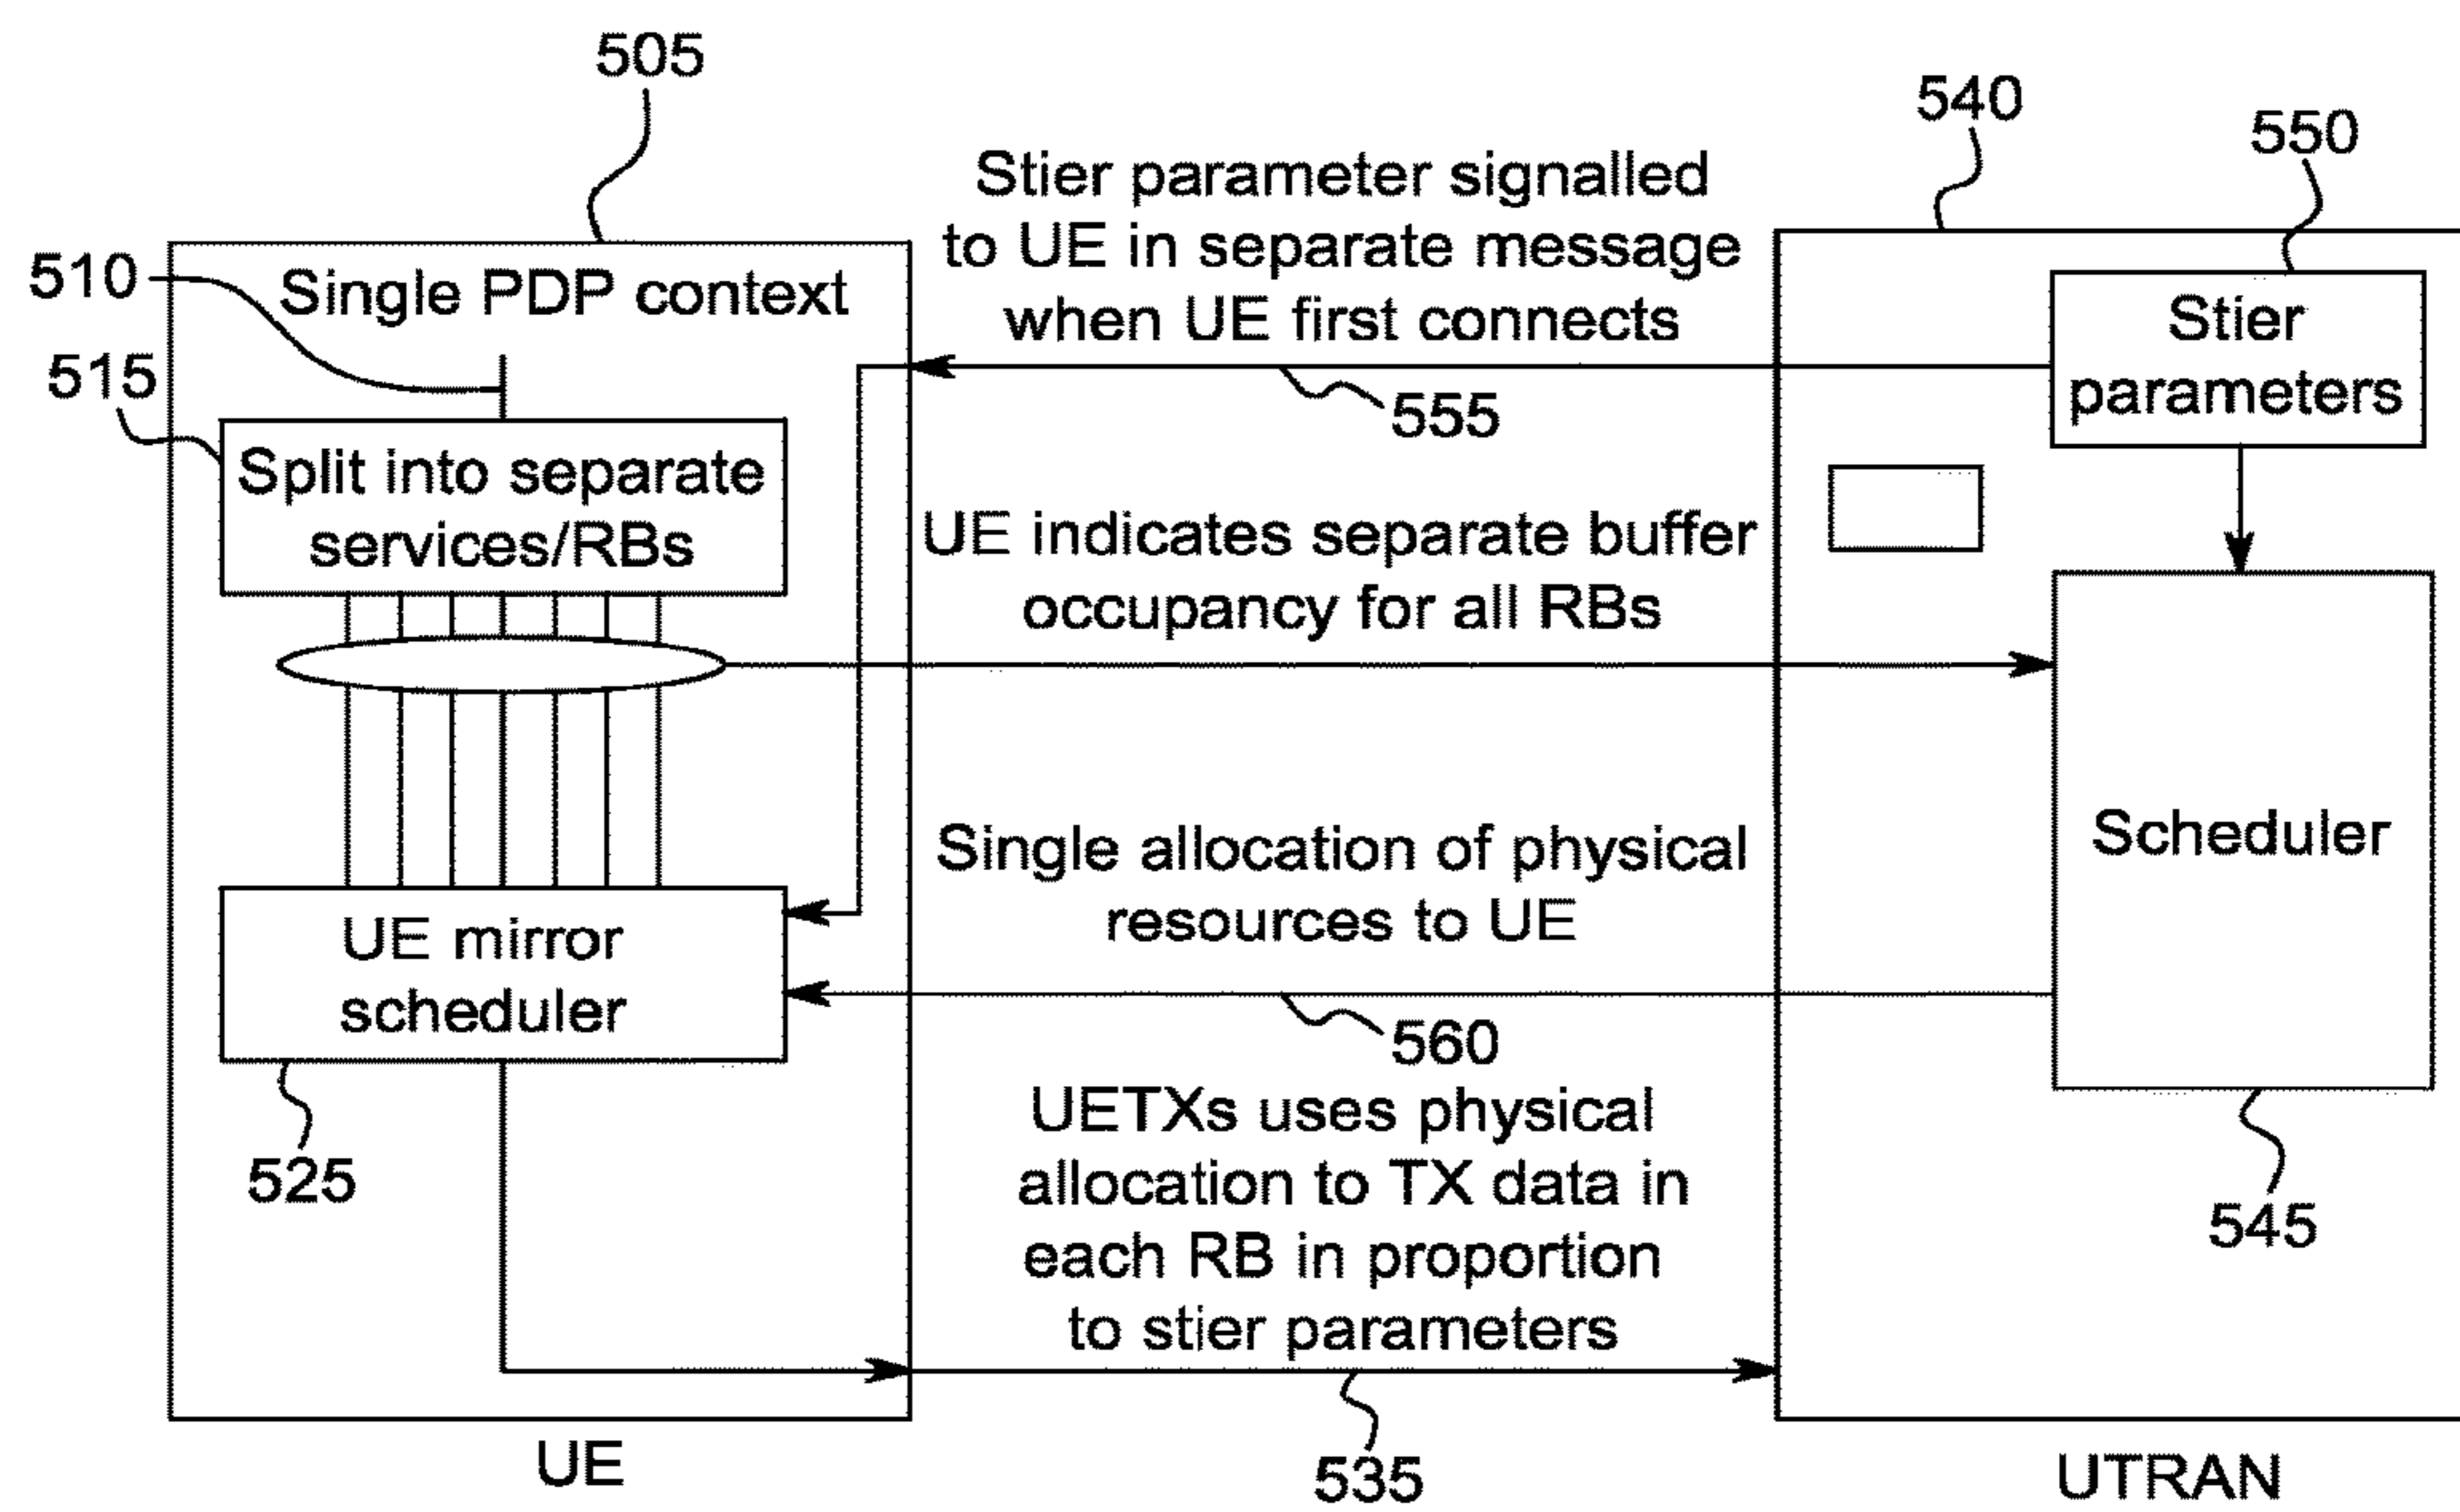 505
540
550
Stier parameter signalled
to UE in separate message
when UE first connects
510
Single PDP context
Stier
parameters
515
555
Split into separate
services/RBs
UE indicates separate buffer
occupancy for all RBs
Single allocation of physical
resources to UE
Scheduler
UE mirror
scheduler
560
UETXs uses physical
allocation to TX data in
each RB in proportion
to stier parameters
525
545
535
UE
UTRAN